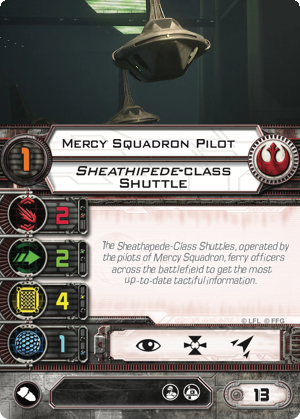 Mercy Squadron Pilot
1
Sheathipede-class
Shuttle
2
2
4
1
The Sheathapede-Class Shuttles, operated by
the pilots of Mercy Squadron, ferry officers
across the battlefield to get the most
up-to-date tactiful information.
© LFL © FFG
13